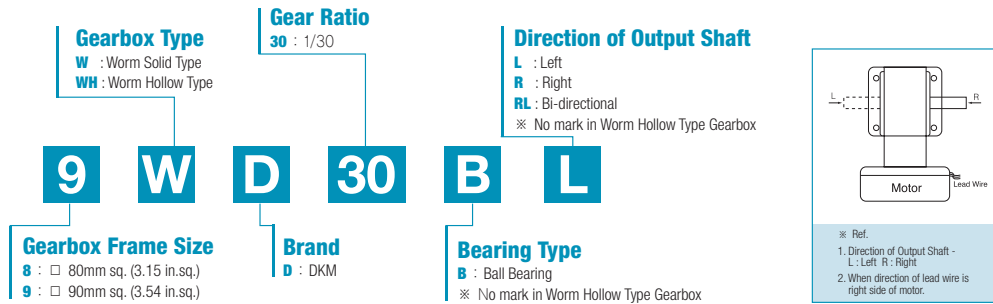 Gearbox Type
W : Worm Solid Type
WH : Worm Hollow Type
Gear Ratio
30 : 1/30
Direction of Output Shaft
L : Left
R : Right
RL : Bi-directional
※ No mark in Worm Hollow Type Gearbox
9 W D 30 B L
Gearbox Frame Size
8 : □ 80mm sq. (3.15 in.sq.)
9 : □ 90mm sq. (3.54 in.sq.)
Brand
D : DKM
Bearing Type
B : Ball Bearing
※ No mark in Worm Hollow Type Gearbox
L
R
Motor
Lead Wire
※ Ref.
1. Direction of Output Shaft -
L : Left R : Right
2. When direction of lead wire is
right side of motor.